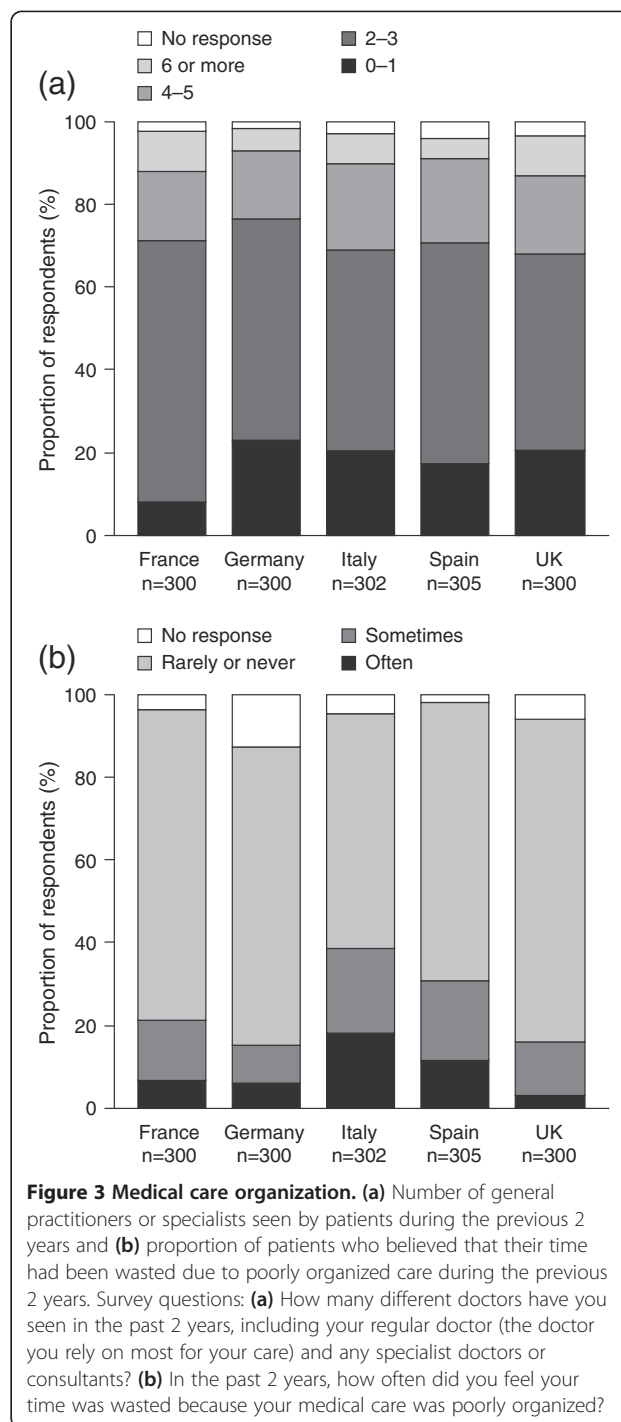 No response
6 or more
4–5
2–3
0–1
(a)
Proportion of respondents (%)
100
80
60
40
20
0
France
n=300
Germany
n=300
Italy
n=302
Spain
n=305
UK
n=300
No response
Rarely or never
Sometimes
Often
(b)
Proportion of respondents (%)
100
80
60
40
20
0
France
n=300
Germany
n=300
Italy
n=302
Spain
n=305
UK
n=300
Figure 3 Medical care organization. (a) Number of general
practitioners or specialists seen by patients during the previous 2
years and (b) proportion of patients who believed that their time
had been wasted due to poorly organized care during the previous
2 years. Survey questions: (a) How many different doctors have you
seen in the past 2 years, including your regular doctor (the doctor
you rely on most for your care) and any specialist doctors or
consultants? (b) In the past 2 years, how often did you feel your
time was wasted because your medical care was poorly organized?